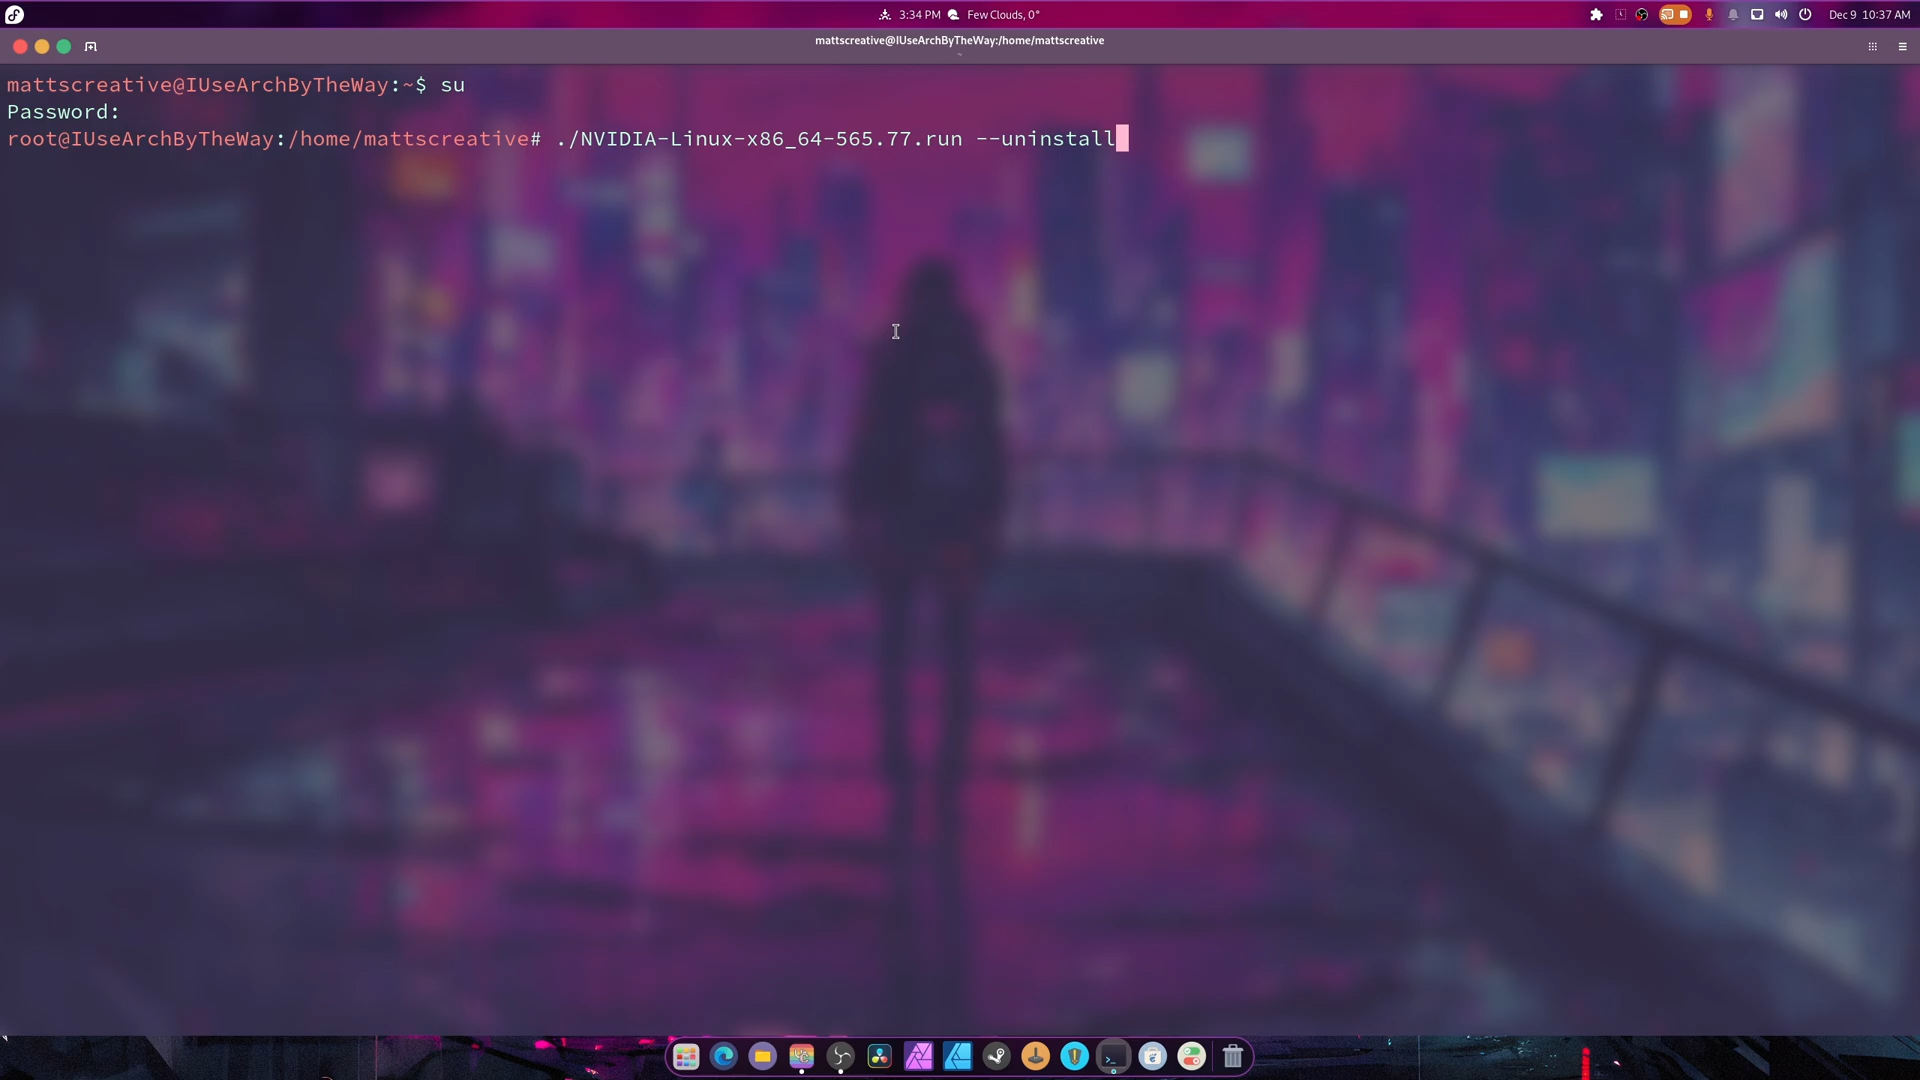 3:34 PM Few Clouds, 0°
Dec 9 10:37 AM
mattscreative@IUseArchByTheWay:/home/mattscreative
~
mattscreative@IUseArchByTheWay:~$ su
Password:
root@IUseArchByTheWay:/home/mattscreative# ./NVIDIA-Linux-x86_64-565.77.run --uninstall